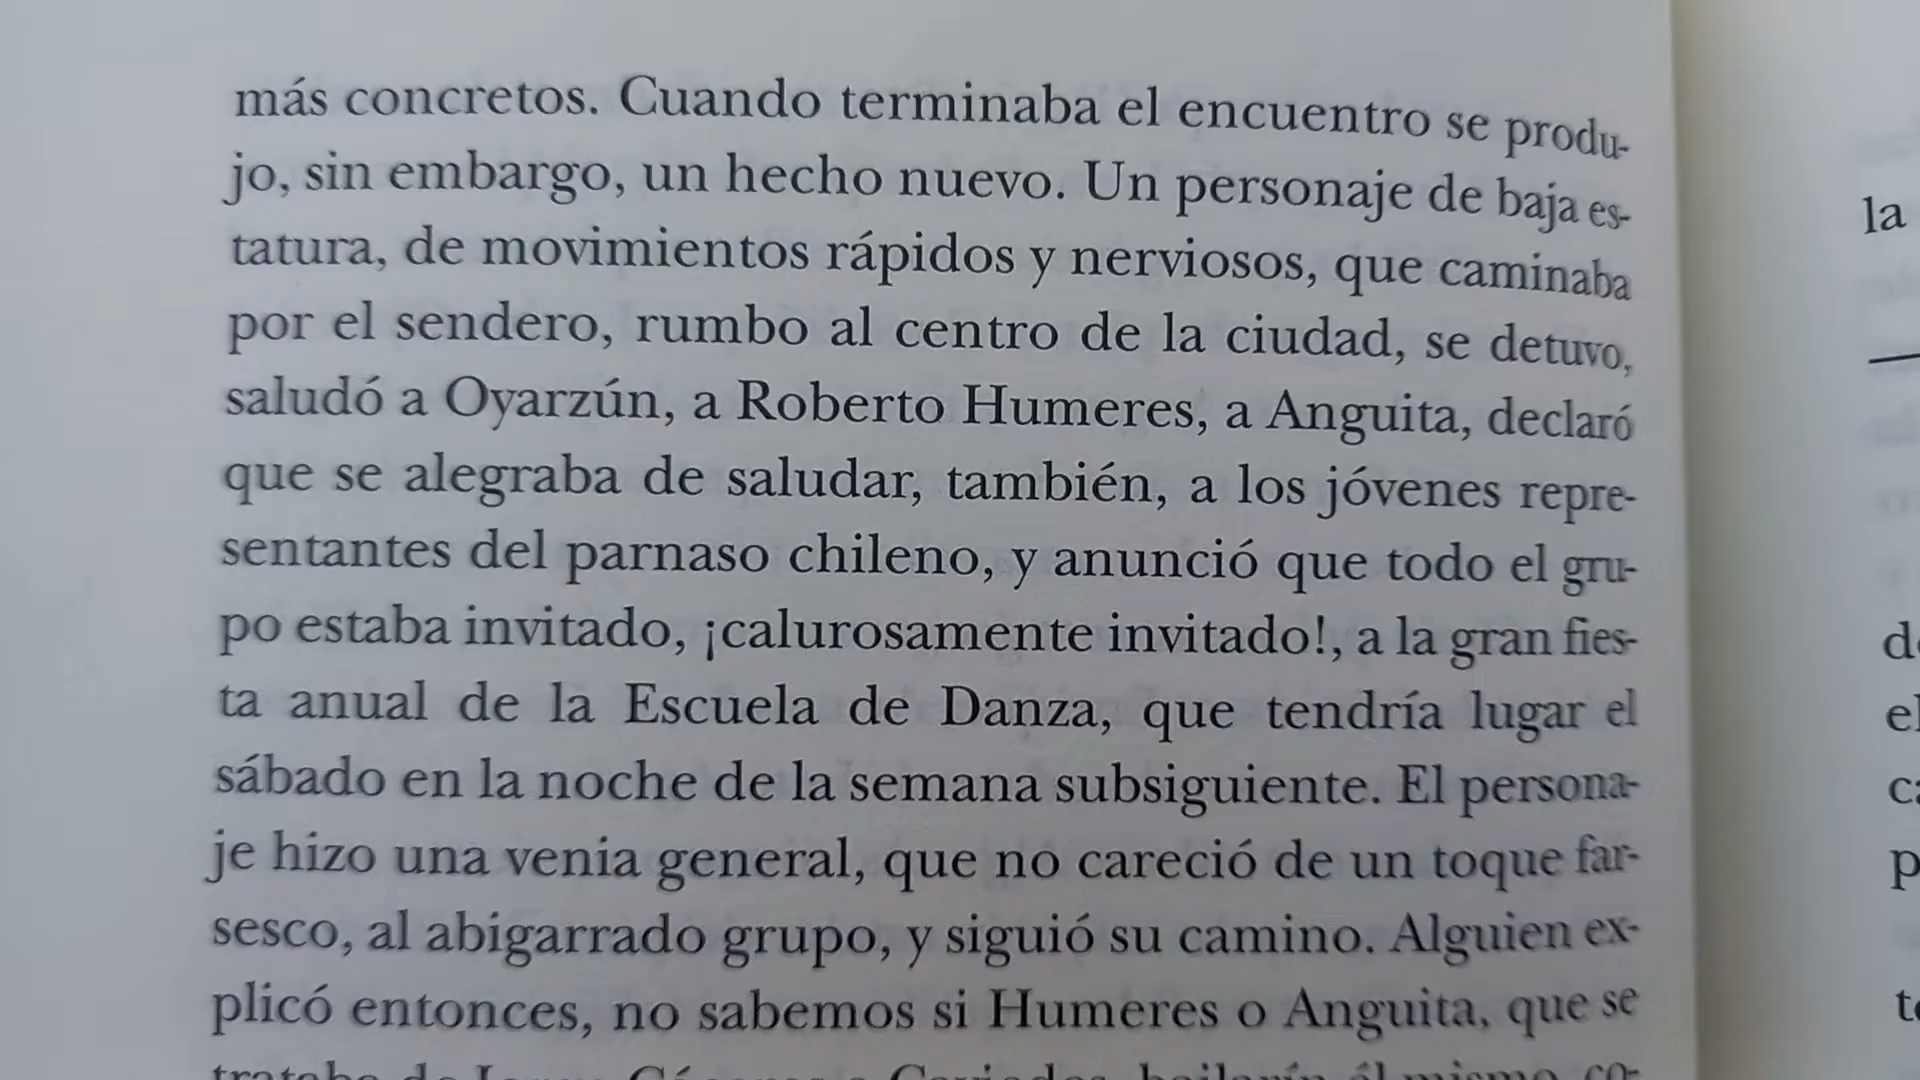 más concretos. Cuando terminaba el encuentro se produ-
jo, sin embargo, un hecho nuevo. Un personaje de baja es-
tatura, de movimientos rápidos y nerviosos, que caminaba
por el sendero, rumbo al centro de la ciudad, se detuvo,
saludó a Oyarzún, a Roberto Humeres, a Anguita, declaró
que se alegraba de saludar, también, a los jóvenes repre-
sentantes del parnaso chileno, y anunció que todo el gru-
po estaba invitado, ¡calurosamente invitado!, a la gran fies-
ta anual de la Escuela de Danza, que tendría lugar el
sábado en la noche de la semana subsiguiente. El persona-
je hizo una venia general, que no careció de un toque far-
sesco, al abigarrado grupo, y siguió su camino. Alguien ex-
plicó entonces, no sabemos si Humeres o Anguita, que se
la